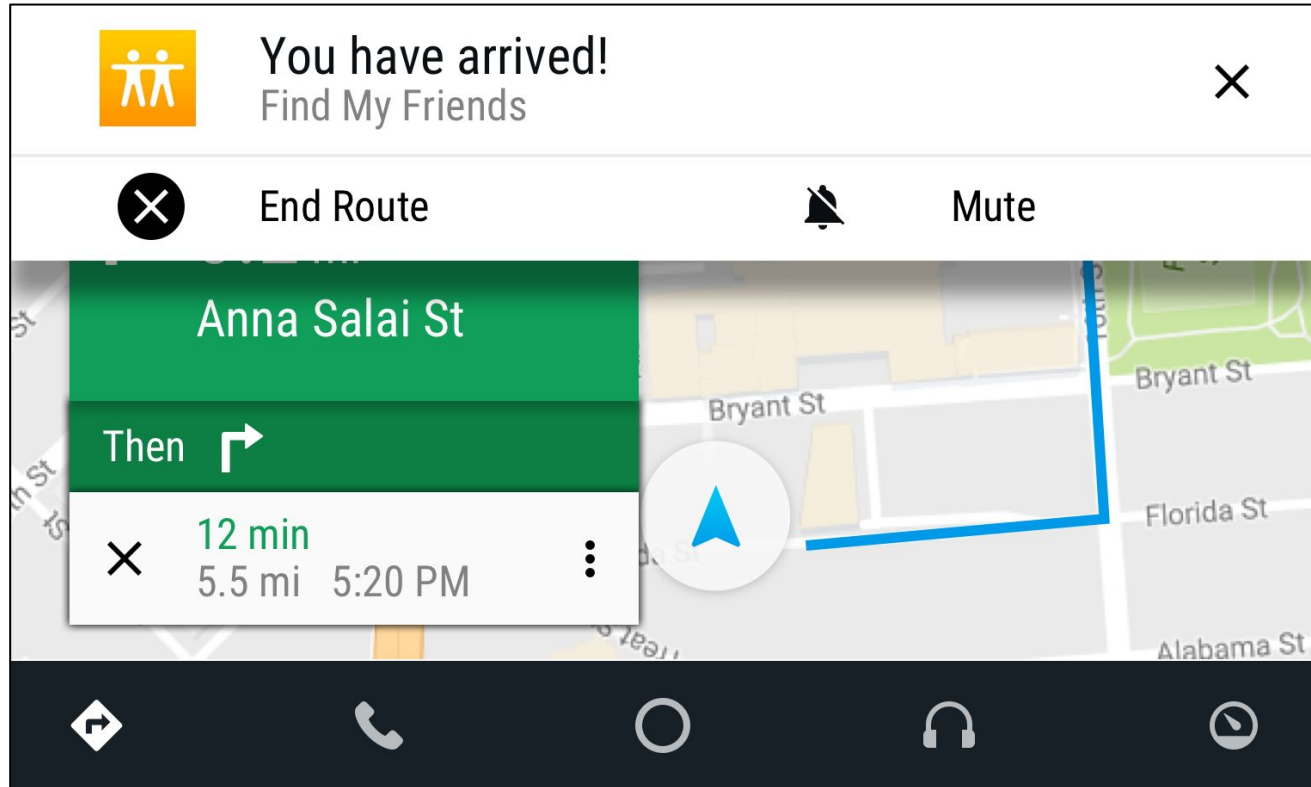 You have arrived!
Find My Friends
End Route
Mute
Anna Salai St
Then
12 min
5.5 mi 5:20 PM
St
Bryant St
Bryant St
Florida St
Alabama St